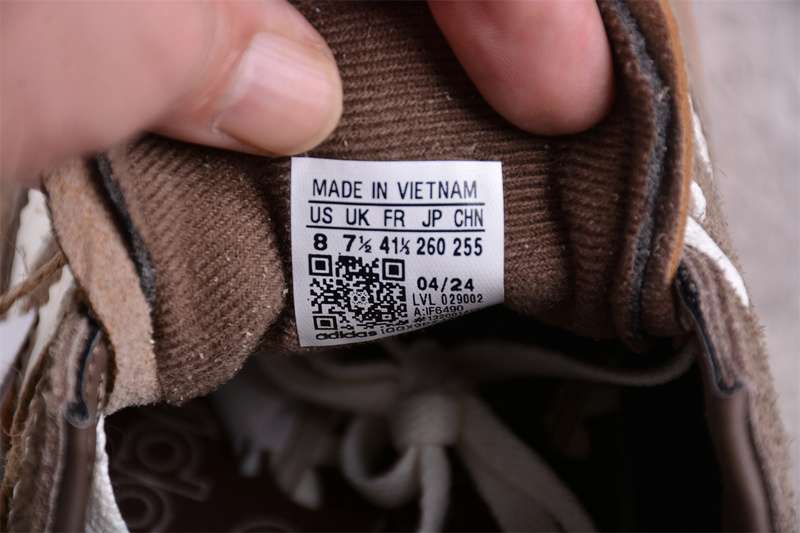 MADE IN VIETNAM
US UK FR JP CHN
8 7½ 41⅓ 260 255
04/24
LVL 029002
A:IF6490
adidas